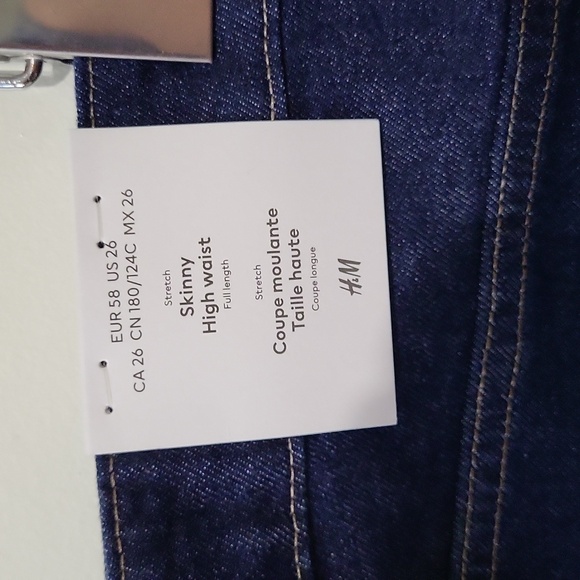 EUR 58 US 26
CA 26 CN 180/124C MX 26
Stretch
Skinny
High waist
Full length
Stretch
Coupe moulante
Taille haute
Coupe longue
H&M